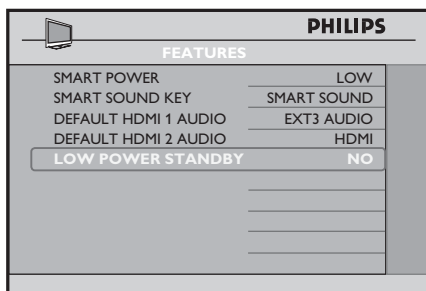 PHILIPS
FEATURES
SMART POWER LOW
SMART SOUND KEY SMART SOUND
DEFAULT HDMI 1 AUDIO EXT3 AUDIO
DEFAULT HDMI 2 AUDIO HDMI
LOW POWER STANDBY NO